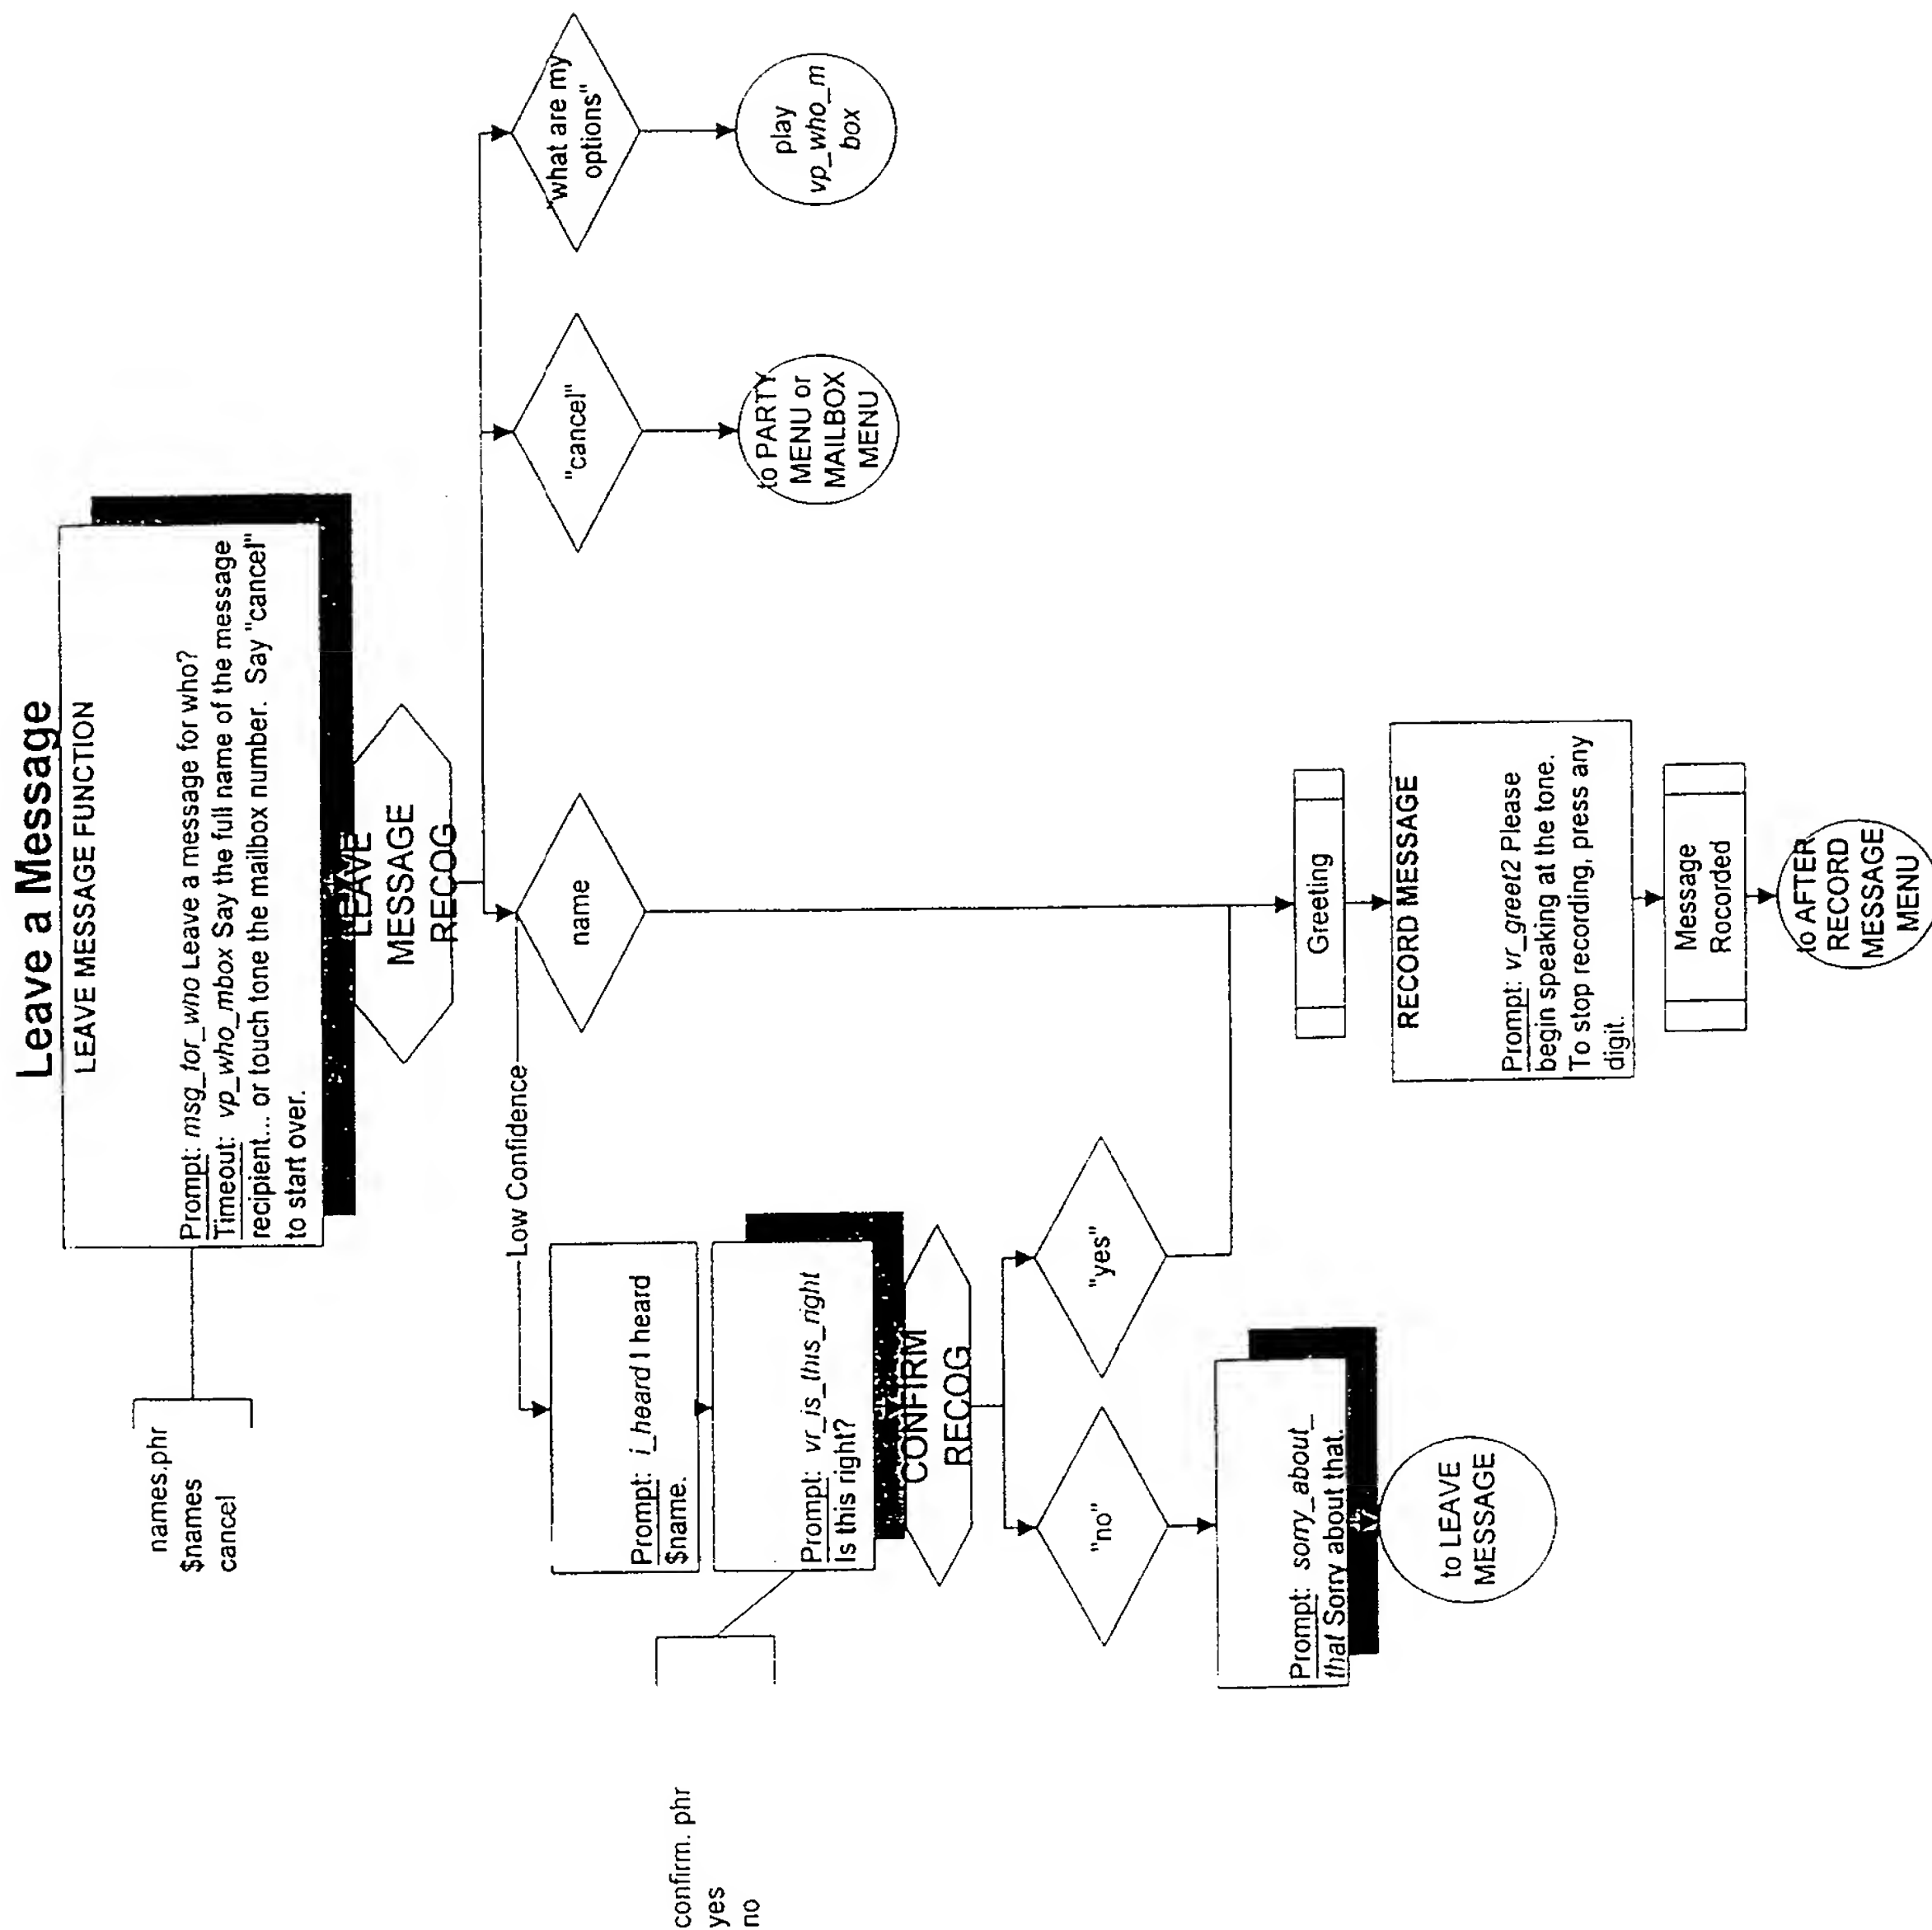 Leave a Message
LEAVE MESSAGE FUNCTION
Prompt: msg_for_who Leave a message for who?
Timeout: vp_who_mbox Say the full name of the message
recipient... or touch tone the mailbox number. Say "cancel"
to start over.
names.phr
$names
cancel
LEAVE
MESSAGE
RECOG
Low Confidence
name
"cancel"
"what are my
options"
to PARTY
MENU or
MAILBOX
MENU
play
vp_who_m
box
Prompt: i_heard I heard
$name.
Prompt: vr_is_this_right
Is this right?
confirm. phr
yes
no
CONFIRM
RECOG
"no"
"yes"
Prompt: sorry_about_
that Sorry about that.
to LEAVE
MESSAGE
Greeting
RECORD MESSAGE
Prompt: vr_greet2 Please
begin speaking at the tone.
To stop recording, press any
digit.
Message
Recorded
to AFTER
RECORD
MESSAGE
MENU